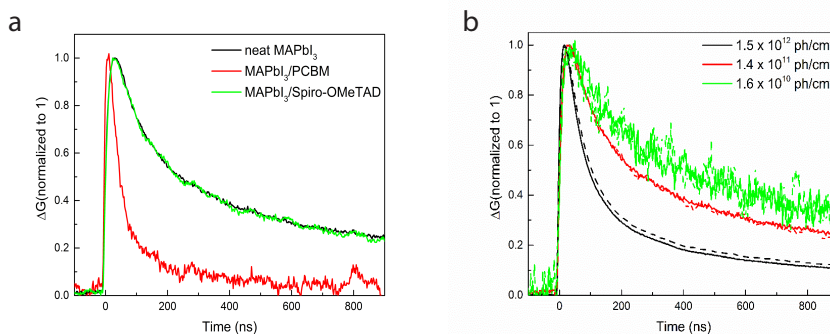 a
neat MAPbI3
MAPbI3/PCBM
MAPbI3/Spiro-OMeTAD
ΔG(normalized to 1)
1.0
0.8
0.6
0.4
0.2
0.0
0
200
400
600
800
Time (ns)
b
1.5 x 10^12 ph/cm
1.4 x 10^11 ph/cm
1.6 x 10^10 ph/cm
ΔG(normalized to 1)
1.0
0.8
0.6
0.4
0.2
0.0
0
200
400
600
800
Time (ns)